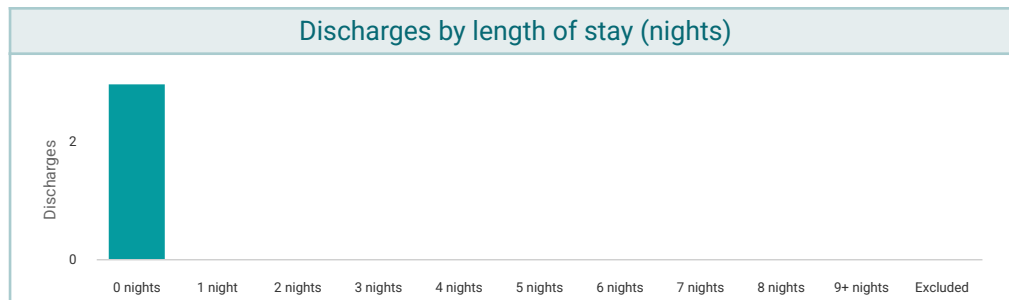 Discharges by length of stay (nights)
Discharges
2
0
0 nights 1 night 2 nights 3 nights 4 nights 5 nights 6 nights 7 nights 8 nights 9+ nights Excluded